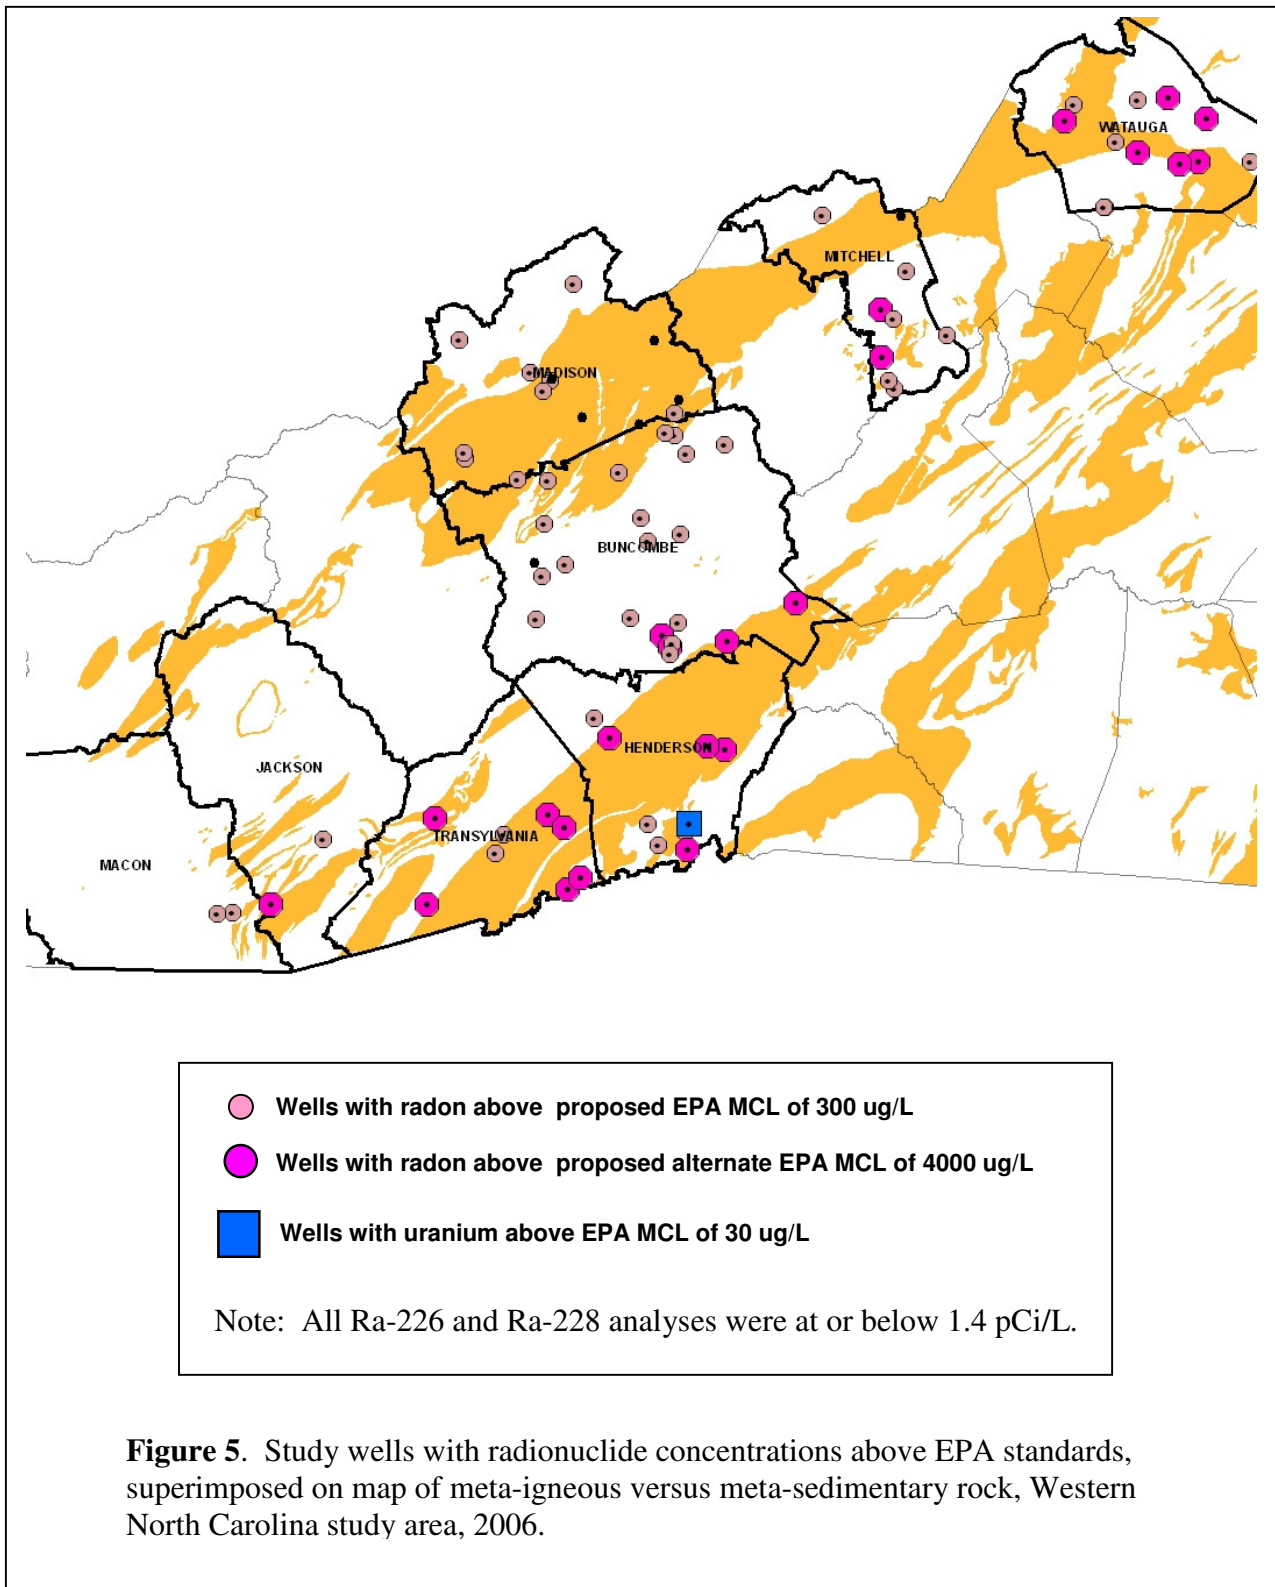 WATAUGA
MITCHELL
MADISON
BUNCOMBE
HENDERSON
JACKSON
TRANSYLVANIA
MACON
Wells with radon above proposed EPA MCL of 300 ug/L
Wells with radon above proposed alternate EPA MCL of 4000 ug/L
Wells with uranium above EPA MCL of 30 ug/L
Note: All Ra-226 and Ra-228 analyses were at or below 1.4 pCi/L.
Figure 5. Study wells with radionuclide concentrations above EPA standards,
superimposed on map of meta-igneous versus meta-sedimentary rock, Western
North Carolina study area, 2006.